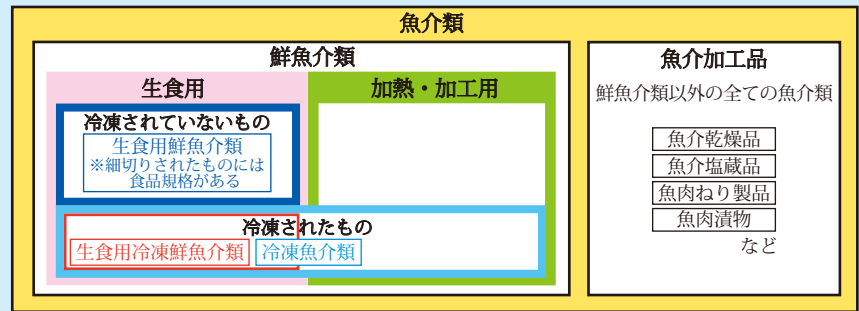 魚介類
鮮魚介類
生食用
加熱・加工用
冷凍されていないもの
生食用鮮魚介類
※細切りされたものには
食品規格がある
冷凍されたもの
生食用冷凍鮮魚介類
冷凍魚介類
魚介加工品
鮮魚介類以外の全ての魚介類
魚介乾燥品
魚介塩蔵品
魚肉ねり製品
魚肉漬物
など